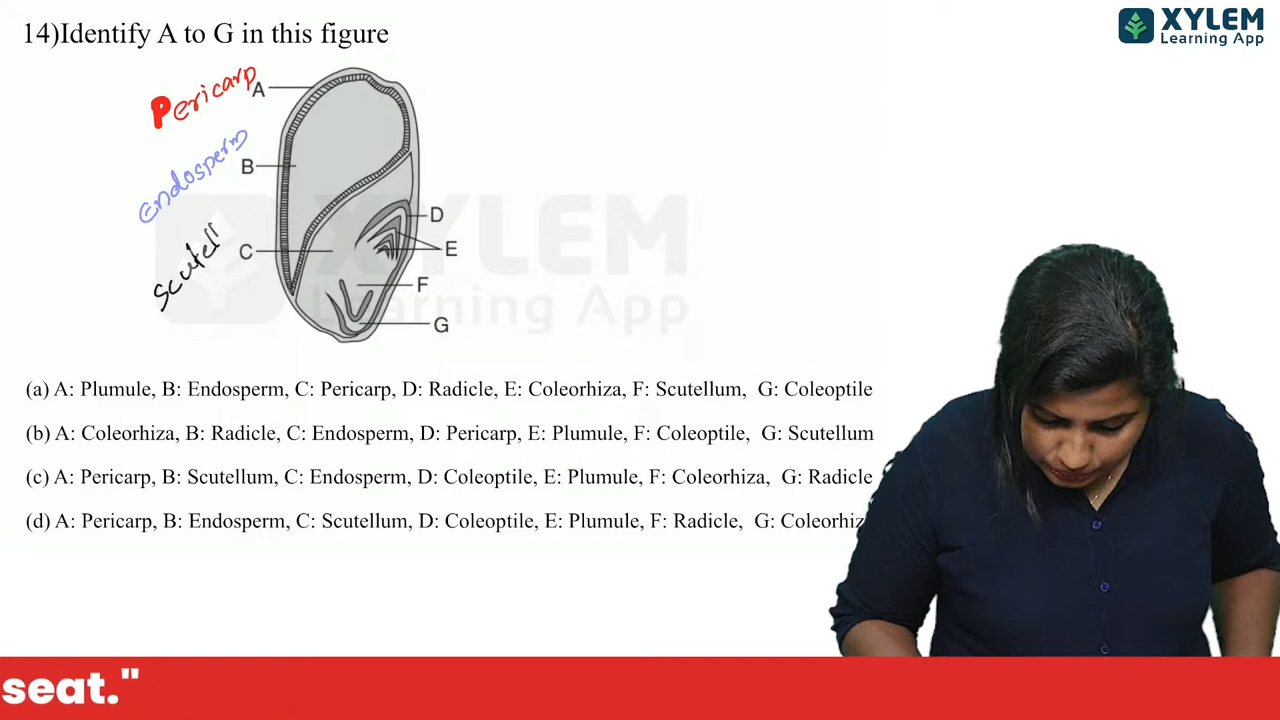 14)Identify A to G in this figure
XYLEM
Learning App
Pericarp
A
endosperm
B
Scutell
C
D
E
F
G
XYLEM
Learning App
(a) A: Plumule, B: Endosperm, C: Pericarp, D: Radicle, E: Coleorhiza, F: Scutellum, G: Coleoptile
(b) A: Coleorhiza, B: Radicle, C: Endosperm, D: Pericarp, E: Plumule, F: Coleoptile, G: Scutellum
(c) A: Pericarp, B: Scutellum, C: Endosperm, D: Coleoptile, E: Plumule, F: Coleorhiza, G: Radicle
(d) A: Pericarp, B: Endosperm, C: Scutellum, D: Coleoptile, E: Plumule, F: Radicle, G: Coleorhiz
seat."